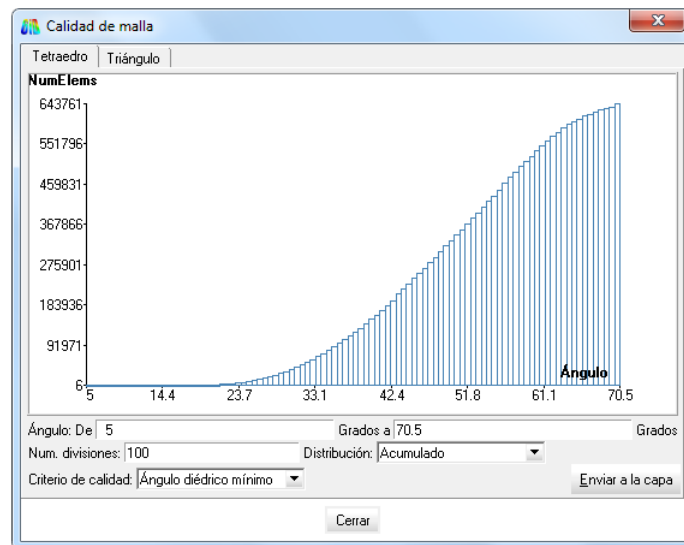 Calidad de malla
Tetraedro Triángulo
NumElems
643761
551796
459831
367866
275901
183936
91971
6
Ángulo
5 14.4 23.7 33.1 42.4 51.8 61.1 70.5
Ángulo: De 5 Grados a 70.5 Grados
Num. divisiones: 100 Distribución: Acumulado
Criterio de calidad: Ángulo diédrico mínimo Enviar a la capa
Cerrar